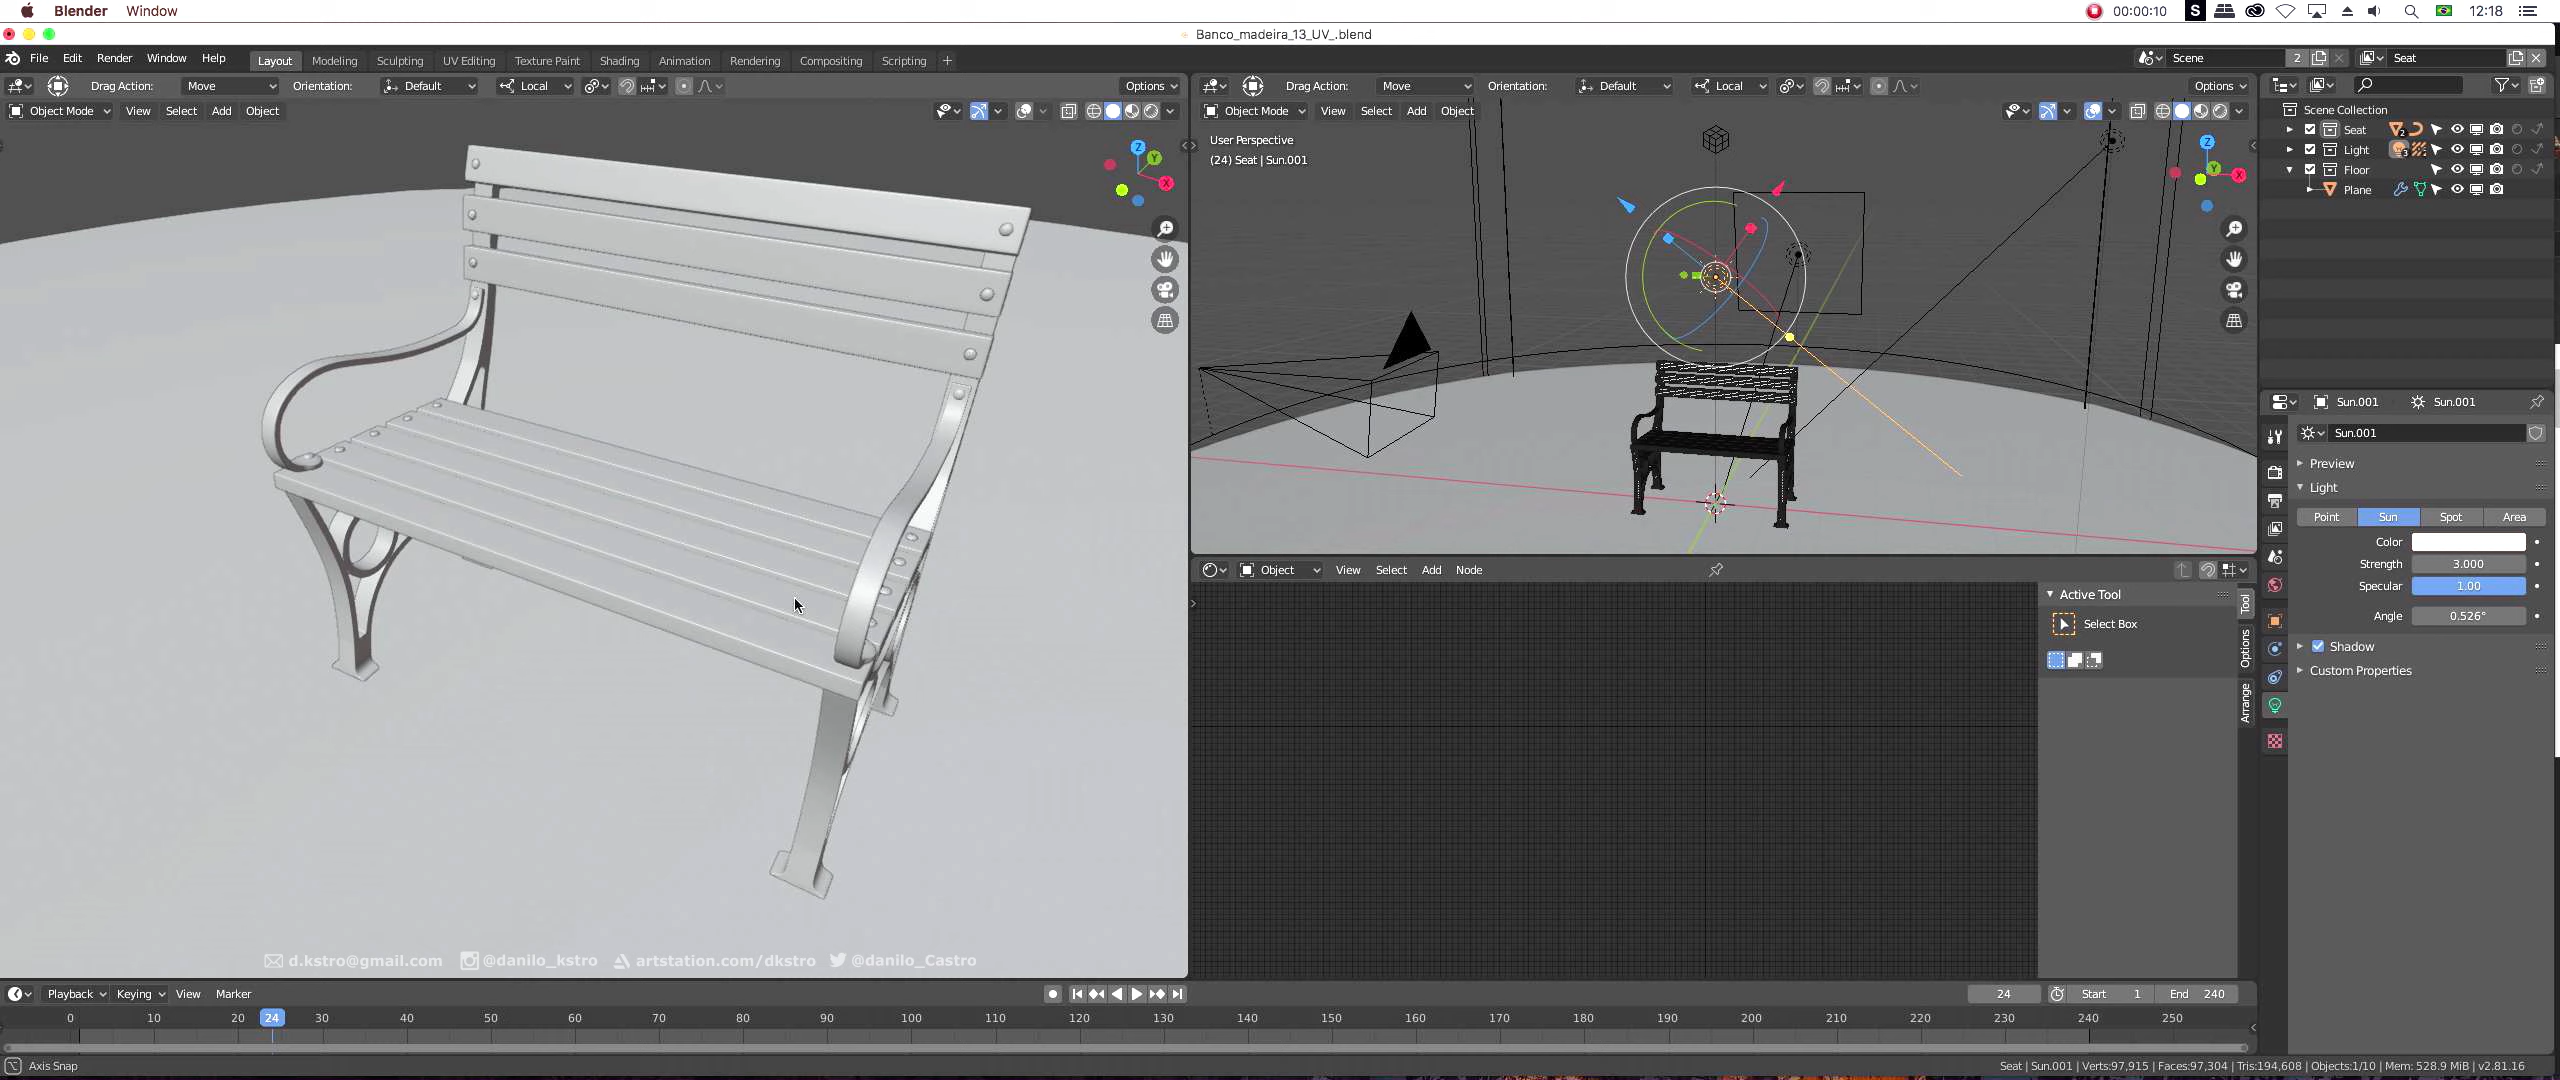 Blender Window 00:00:10 S 12:18
Banco_madeira_13_UV_.blend
File Edit Render Window Help Layout Modeling Sculpting UV Editing Texture Paint Shading Animation Rendering Compositing Scripting + Scene 2 Seat
Drag Action: Move Orientation: Default Local Options
Object Mode View Select Add Object
Z Y X
Drag Action: Move Orientation: Default Local Options
Object Mode View Select Add Object
User Perspective
(24) Seat | Sun.001
Z Y X
Scene Collection
Seat 2
Light 3
Floor
Plane
Sun.001 Sun.001
Sun.001
Preview
Light
Point Sun Spot Area
Color
Strength 3.000
Specular 1.00
Angle 0.526°
Shadow
Custom Properties
Object View Select Add Node
Active Tool
Select Box
Tool
Options
Arrange
d.kstro@gmail.com @danilo_kstro artstation.com/dkstro @danilo_Castro
Playback Keying View Marker 24 Start 1 End 240
0 10 20 24 30 40 50 60 70 80 90 100 110 120 130 140 150 160 170 180 190 200 210 220 230 240 250
Axis Snap Seat | Sun.001 | Verts:97,915 | Faces:97,304 | Tris:194,608 | Objects:1/10 | Mem: 528.9 MiB | v2.81.16